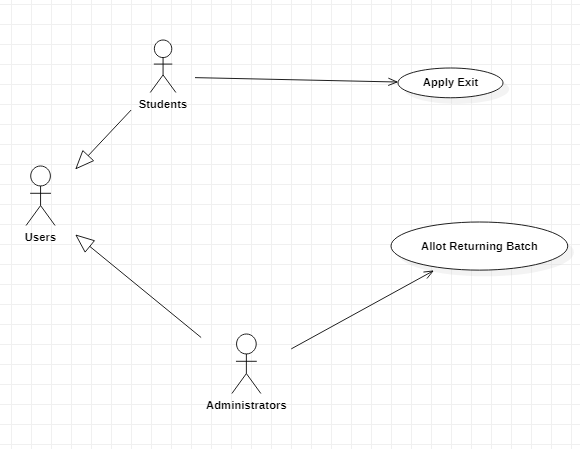 Apply Exit
Students
Users
Allot Returning Batch
Administrators